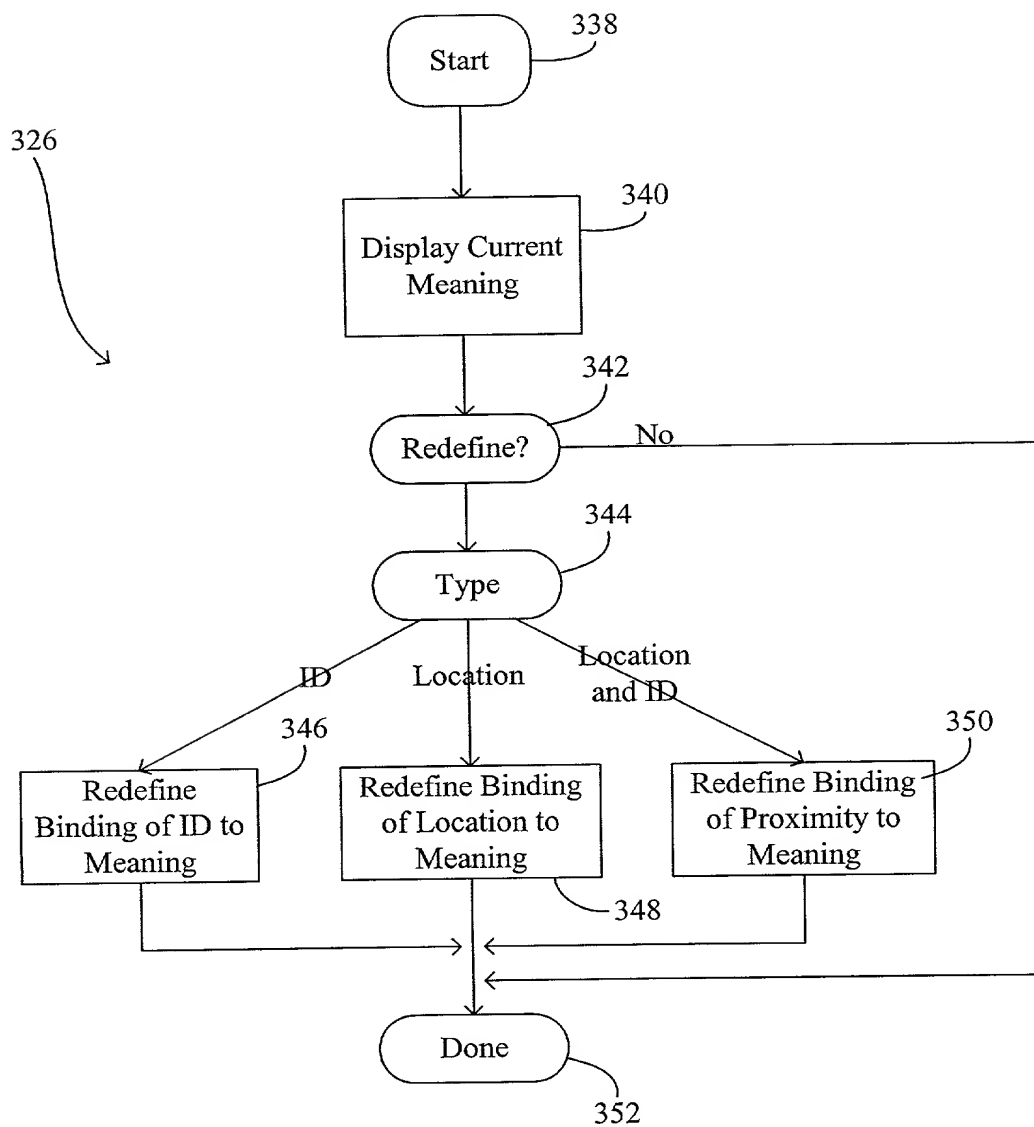 338
Start
326
340
Display Current
Meaning
342
Redefine?
No
344
Type
ID
Location
Location
and ID
346
350
Redefine
Binding of ID to
Meaning
Redefine Binding
of Location to
Meaning
Redefine Binding
of Proximity to
Meaning
348
Done
352